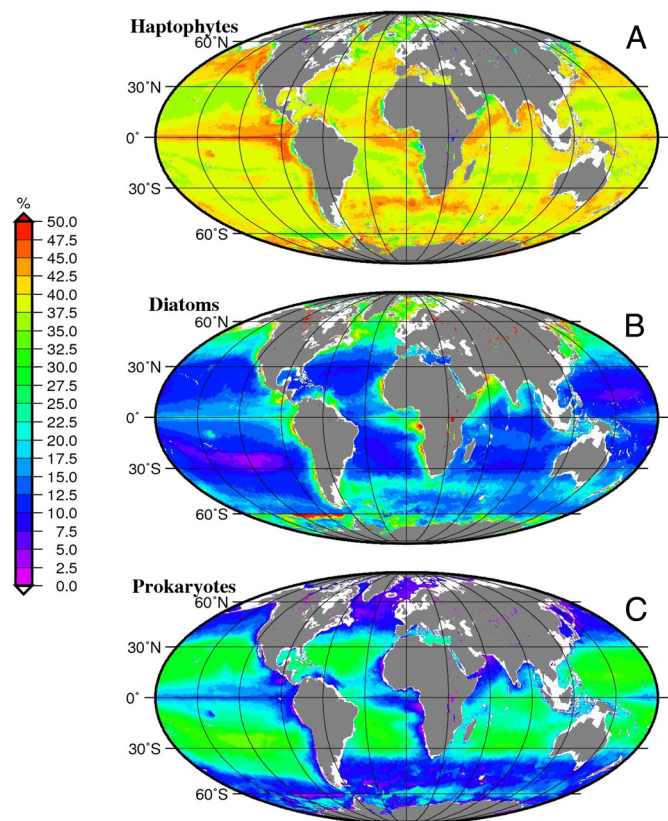 Haptophytes
A
60˚N
30˚N
0˚
30˚S
60˚S
%
50.0
47.5
45.0
42.5
40.0
37.5
35.0
32.5
30.0
27.5
25.0
22.5
20.0
17.5
15.0
12.5
10.0
7.5
5.0
2.5
0.0
Diatoms
B
60˚N
30˚N
0˚
30˚S
60˚S
Prokaryotes
C
60˚N
30˚N
0˚
30˚S
60˚S